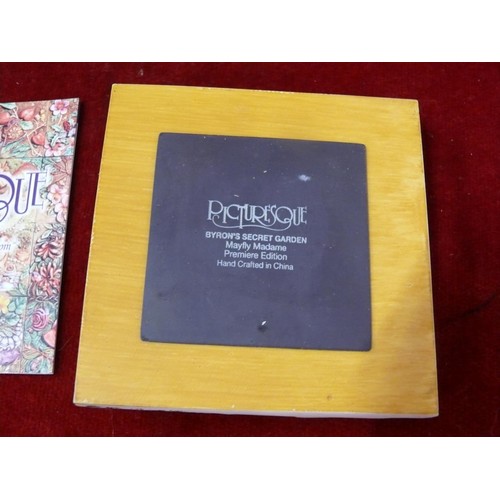 QUE
PICTURESQUE
BYRON'S SECRET GARDEN
Mayfly Madame
Premiere Edition
Hand Crafted in China